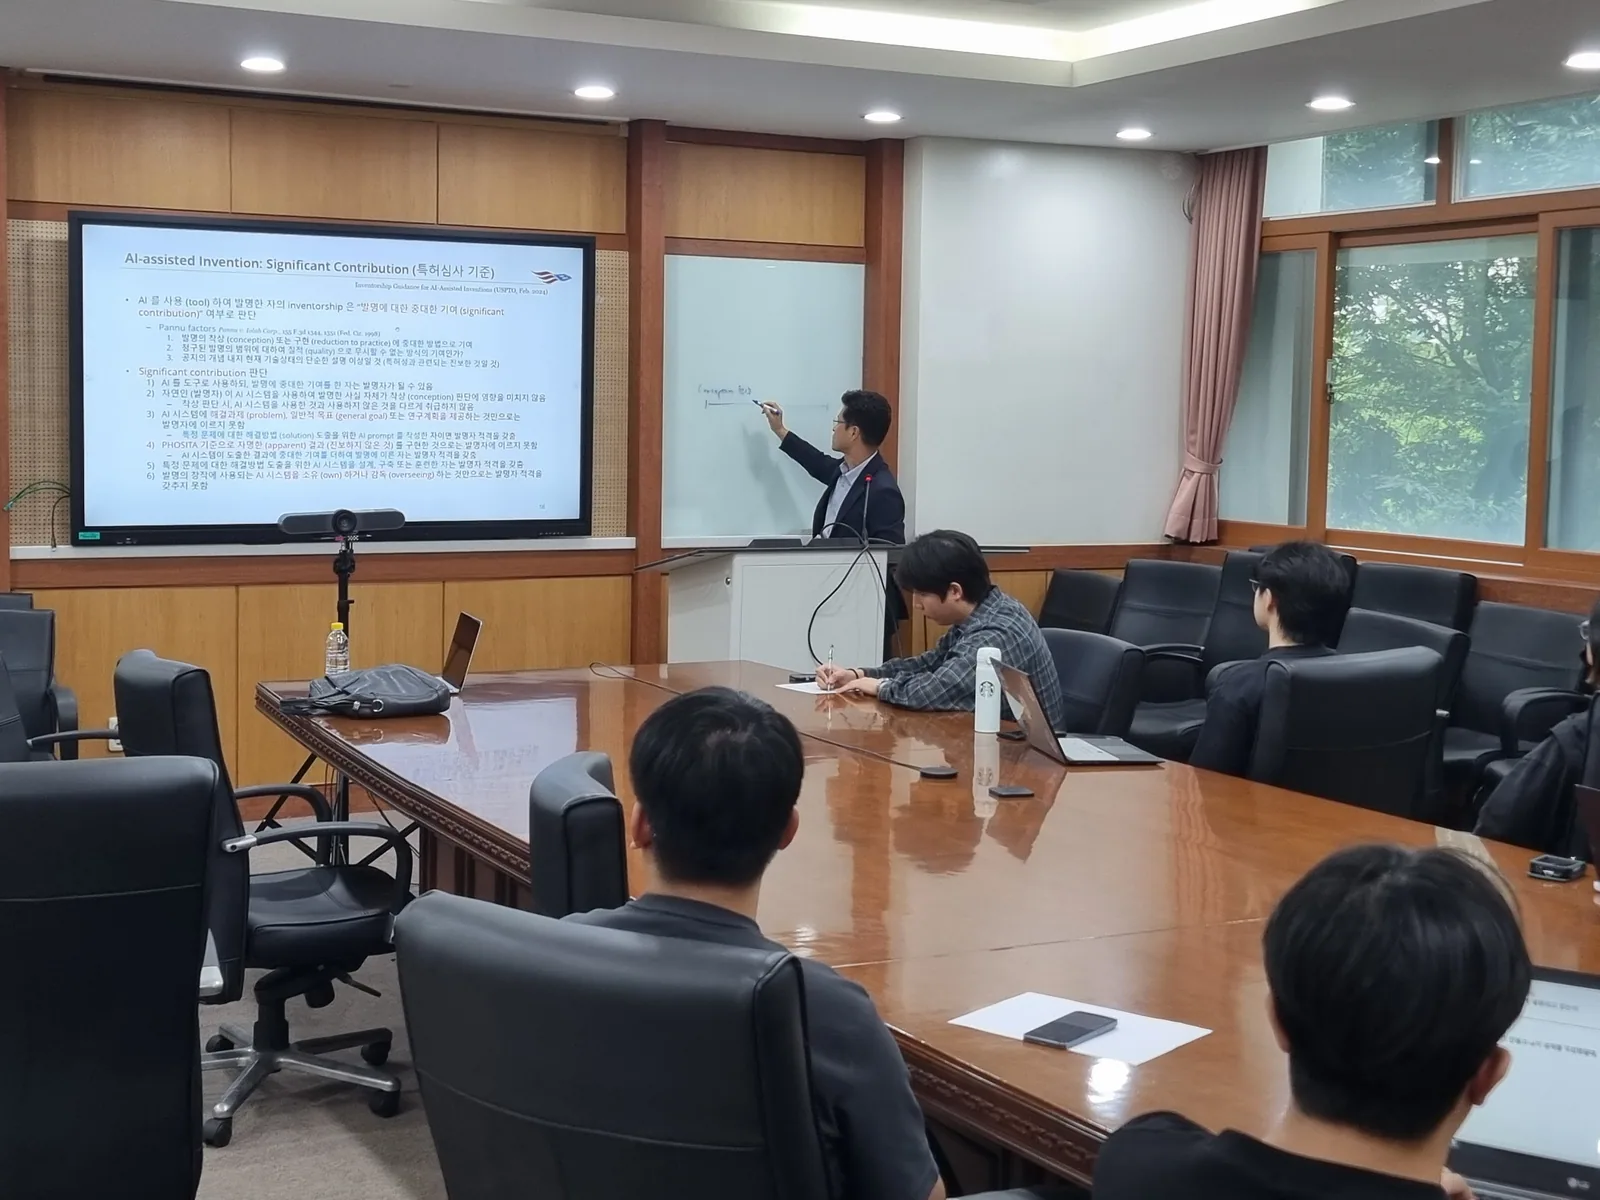 AI-assisted Invention: Significant Contribution (특허심사 기준)
Inventorship Guidance for AI-Assisted Inventions (USPTO, Feb. 2024)
• AI 를 사용 (tool) 하여 발명한 자의 inventorship 은 “발명에 대한 중대한 기여 (significant
contribution)” 여부로 판단
– Pannu factors Pannu v. Iolab Corp., 155 F.3d 1344, 1351 (Fed. Cir. 1998)
1. 발명의 착상 (conception) 또는 구현 (reduction to practice) 에 중대한 방법으로 기여
2. 청구된 발명의 범위에 대하여 질적 (quality) 으로 무시할 수 없는 방식의 기여인가?
3. 공지의 개념 내지 현재 기술상태의 단순한 설명 이상일 것 (특허성과 관련되는 진보한 것일 것)
• Significant contribution 판단
1) AI 를 도구로 사용하되, 발명에 중대한 기여를 한 자는 발명자가 될 수 있음
2) 자연인 (발명자) 이 AI 시스템을 사용하여 발명한 사실 자체가 착상 (conception) 판단에 영향을 미치지 않음
– 착상 판단 시, AI 시스템을 사용한 것과 사용하지 않은 것을 다르게 취급하지 않음
3) AI 시스템에 해결과제 (problem), 일반적 목표 (general goal) 또는 연구계획을 제공하는 것만으로는
발명자에 이르지 못함
– 특정 문제에 대한 해결방법 (solution) 도출을 위한 AI prompt 를 작성한 자이면 발명자 적격을 갖춤
4) PHOSITA 기준으로 자명한 (apparent) 결과 (진보하지 않은 것) 를 구현한 것으로는 발명자에 이르지 못함
– AI 시스템이 도출한 결과에 중대한 기여를 더하여 발명에 이른 자는 발명자 적격을 갖춤
5) 특정 문제에 대한 해결방법 도출을 위한 AI 시스템을 설계, 구축 또는 훈련한 자는 발명자 적격을 갖춤
6) 발명의 창작에 사용되는 AI 시스템을 소유 (own) 하거나 감독 (overseeing) 하는 것만으로는 발명자 적격을
갖추지 못함